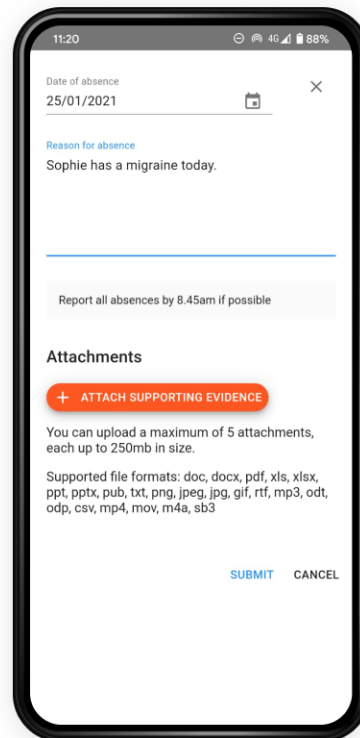 11:20 4G 88%
Date of absence
25/01/2021
Reason for absence
Sophie has a migraine today.
Report all absences by 8.45am if possible
Attachments
+ ATTACH SUPPORTING EVIDENCE
You can upload a maximum of 5 attachments,
each up to 250mb in size.
Supported file formats: doc, docx, pdf, xls, xlsx,
ppt, pptx, pub, txt, png, jpeg, jpg, gif, rtf, mp3, odt,
odp, csv, mp4, mov, m4a, sb3
SUBMIT CANCEL